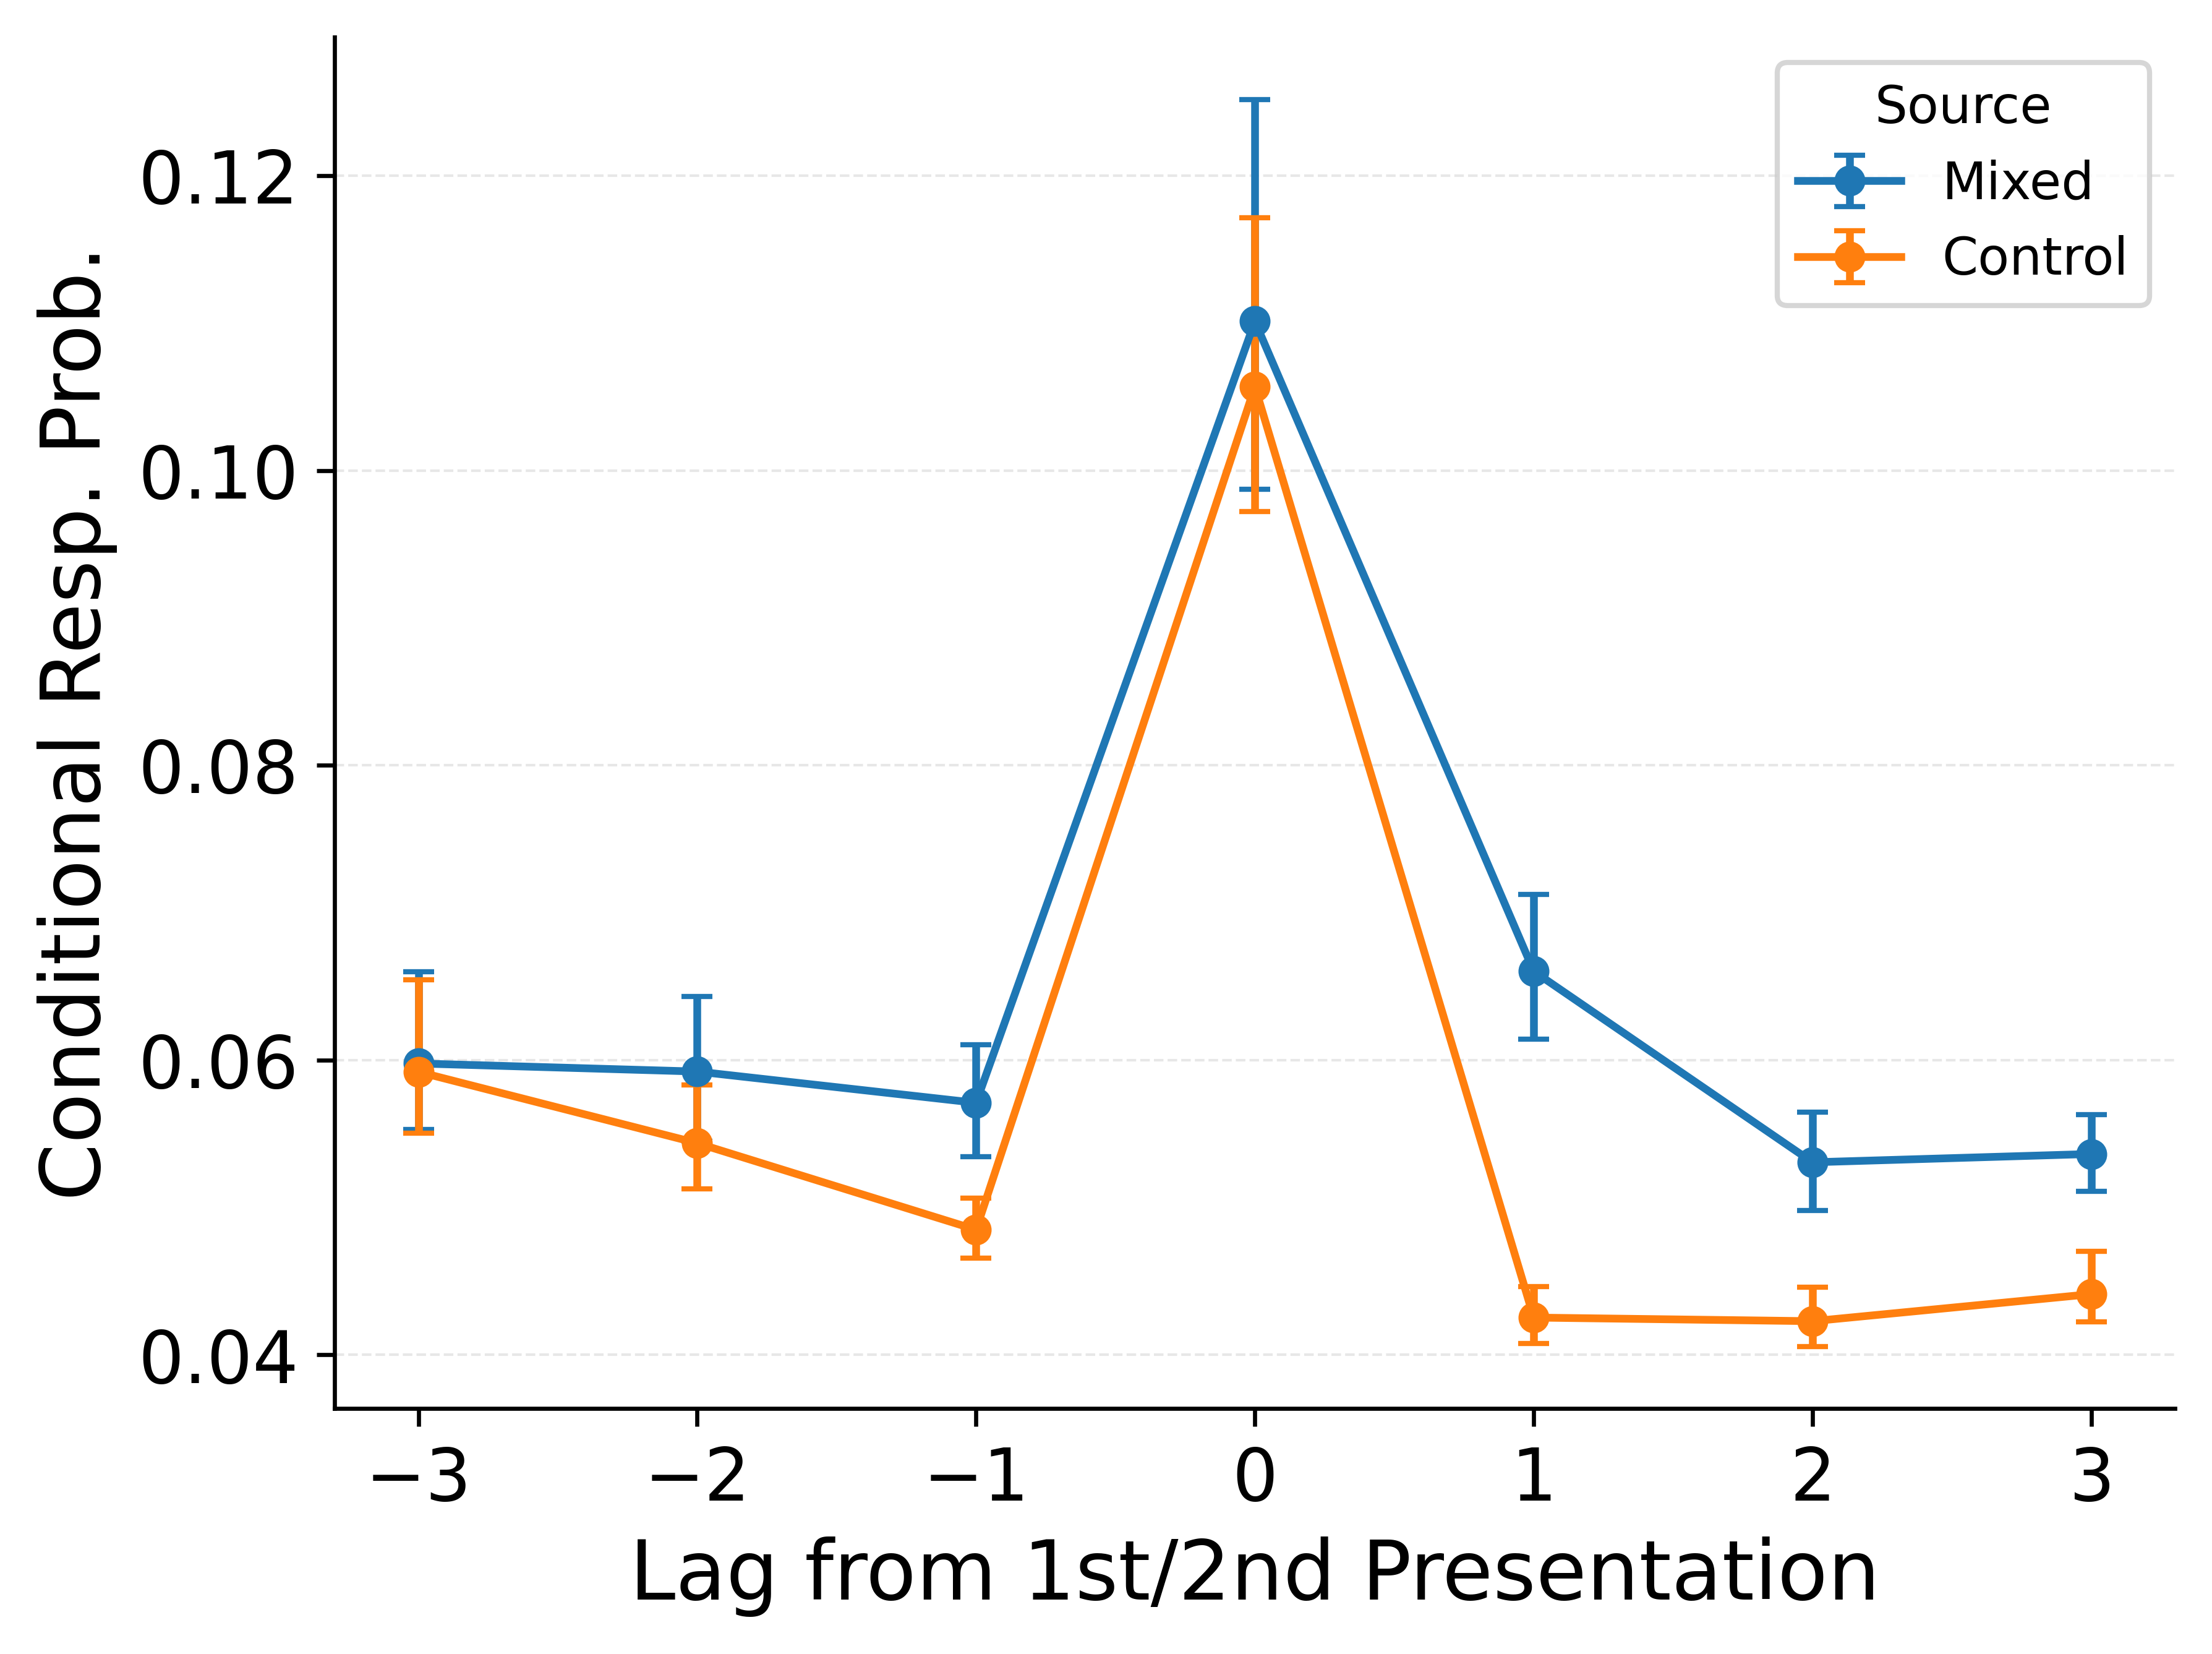 Source
Mixed
Control
Conditional Resp. Prob.
0.12
0.10
0.08
0.06
0.04
−3 −2 −1 0 1 2 3
Lag from 1st/2nd Presentation